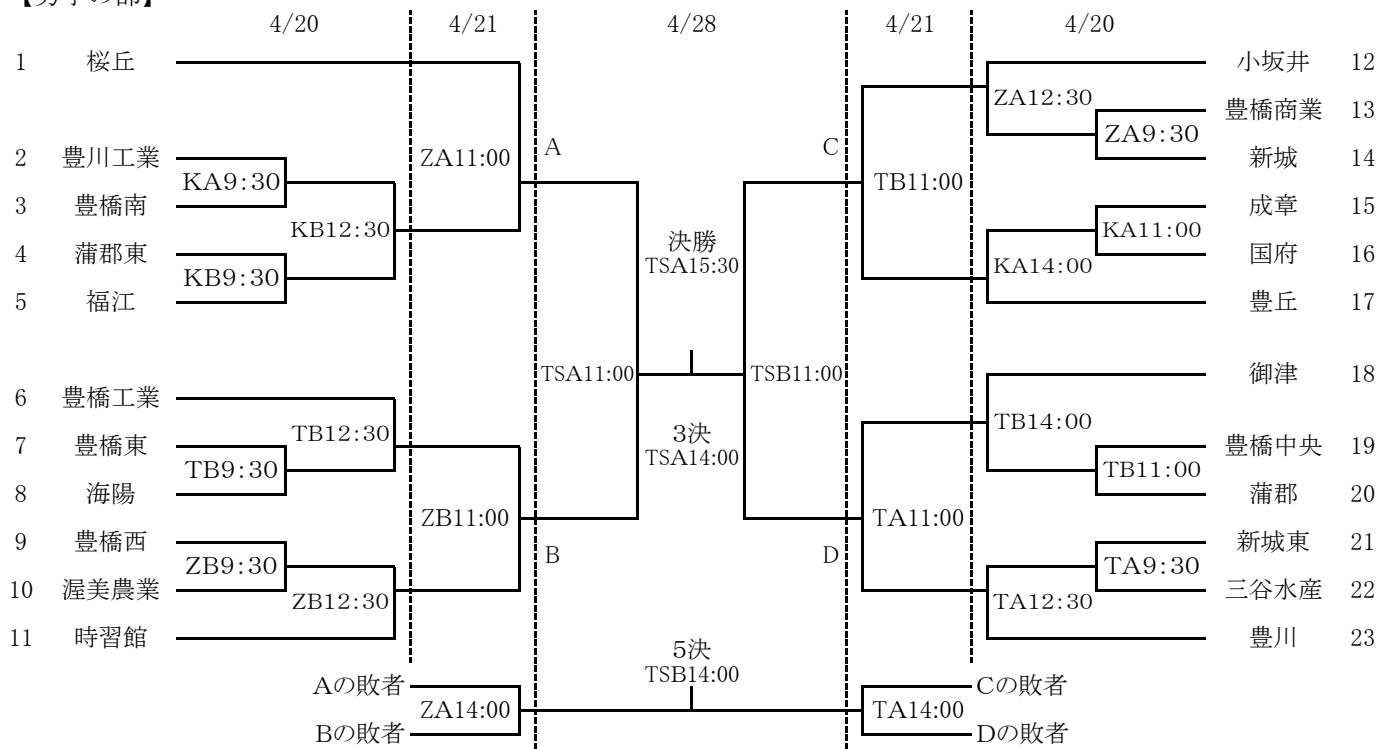 4/20 4/21 4/28 4/21 4/20
1 桜丘 小坂井 12
ZA12:30
豊橋商業 13
ZA9:30
2 豊川工業 ZA11:00 A C 新城 14
KA9:30 TB11:00
3 豊橋南 成章 15
KB12:30 KA11:00
4 蒲郡東 決勝 国府 16
KB9:30 TSA15:30 KA14:00
5 福江 豊丘 17
TSA11:00 TSB11:00 御津 18
6 豊橋工業
TB12:30 3決 TB14:00
7 豊橋東 TSA14:00 豊橋中央 19
TB9:30 TB11:00
8 海陽 蒲郡 20
ZB11:00 TA11:00
9 豊橋西 B D 新城東 21
ZB9:30 TA9:30
10 渥美農業 三谷水産 22
ZB12:30 TA12:30
11 時習館 豊川 23
5決
TSB14:00
Aの敗者 Cの敗者
ZA14:00 TA14:00
Bの敗者 Dの敗者